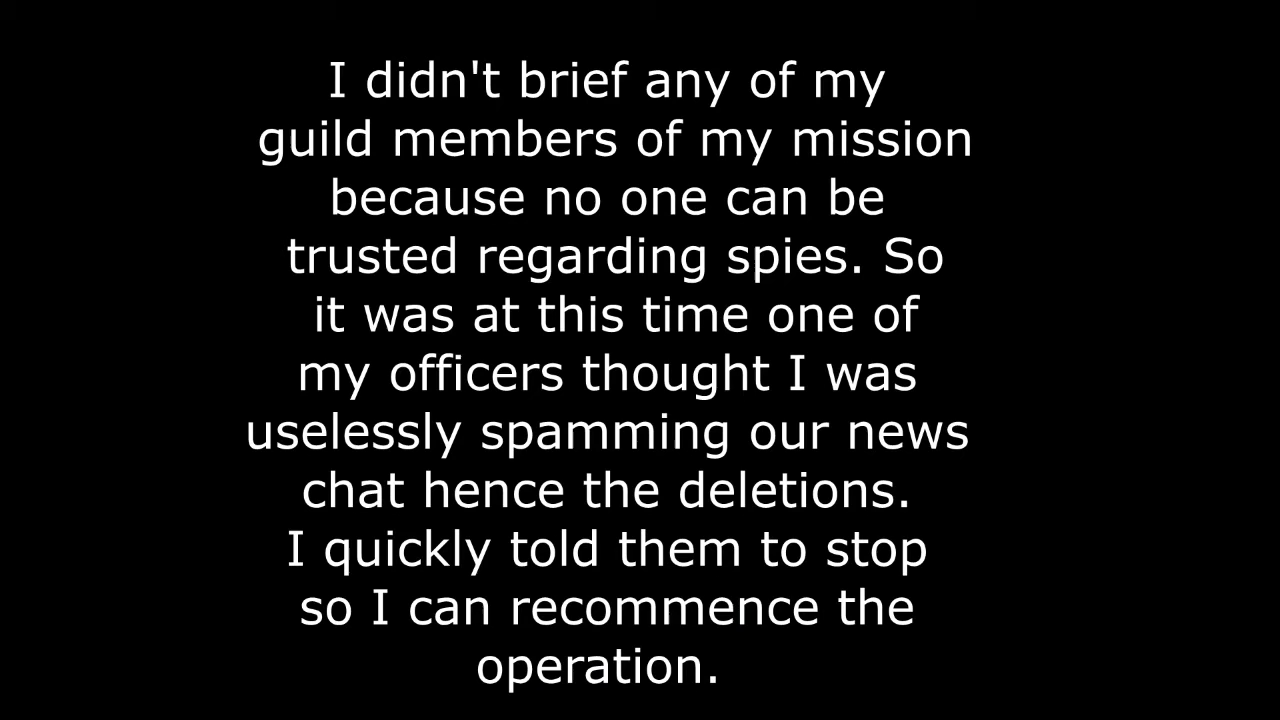 I didn't brief any of my
guild members of my mission
because no one can be
trusted regarding spies. So
it was at this time one of
my officers thought I was
uselessly spamming our news
chat hence the deletions.
I quickly told them to stop
so I can recommence the
operation.